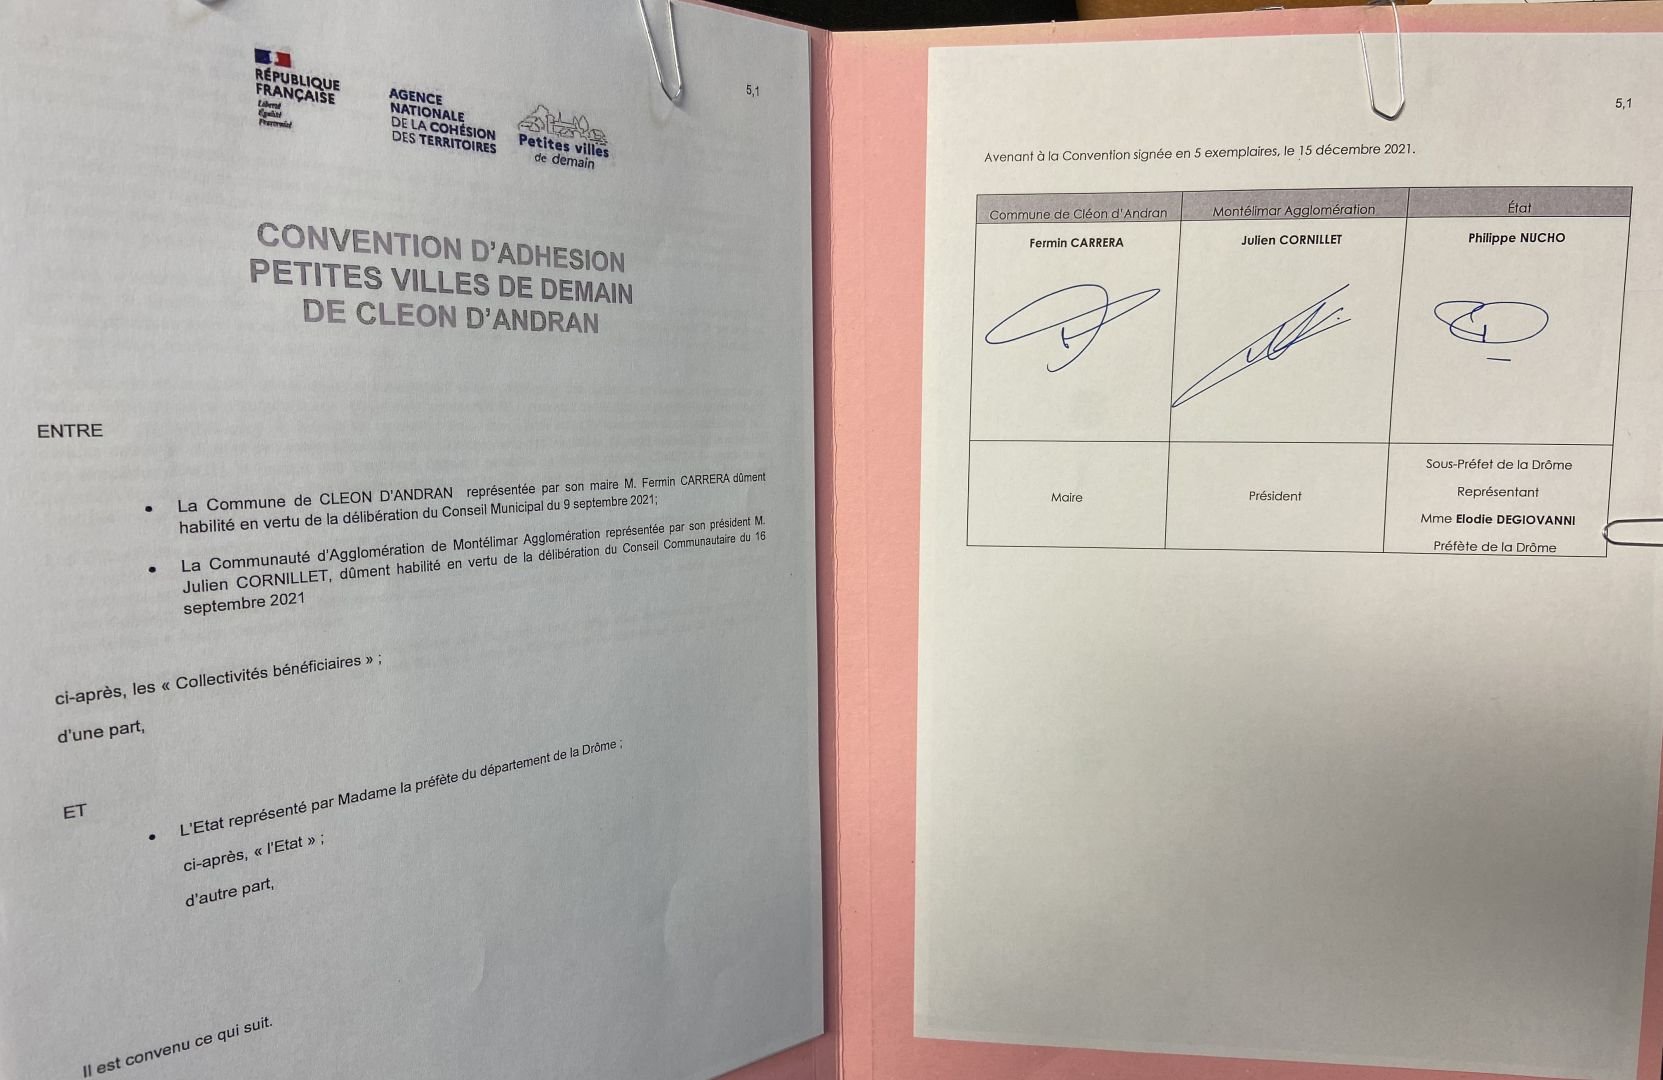 RÉPUBLIQUE
FRANÇAISE
Liberté
Égalité
Fraternité
AGENCE
NATIONALE
DE LA COHÉSION
DES TERRITOIRES
Petites villes
de demain
5,1
CONVENTION D'ADHESION
PETITES VILLES DE DEMAIN
DE CLEON D'ANDRAN
ENTRE
• La Commune de CLEON D'ANDRAN représentée par son maire M. Fermin CARRERA dûment
habilité en vertu de la délibération du Conseil Municipal du 9 septembre 2021;
• La Communauté d'Agglomération de Montélimar Agglomération représentée par son président M.
Julien CORNILLET, dûment habilité en vertu de la délibération du Conseil Communautaire du 16
septembre 2021
ci-après, les « Collectivités bénéficiaires » ;
d'une part,
ET
• L'Etat représenté par Madame la préfète du département de la Drôme ;
ci-après, « l'Etat » ;
d'autre part,
Il est convenu ce qui suit.
5,1
Avenant à la Convention signée en 5 exemplaires, le 15 décembre 2021.
Commune de Cléon d'Andran
Montélimar Agglomération
État
Fermin CARRERA
Julien CORNILLET
Philippe NUCHO
Maire
Président
Sous-Préfet de la Drôme
Représentant
Mme Elodie DEGIOVANNI
Préfète de la Drôme